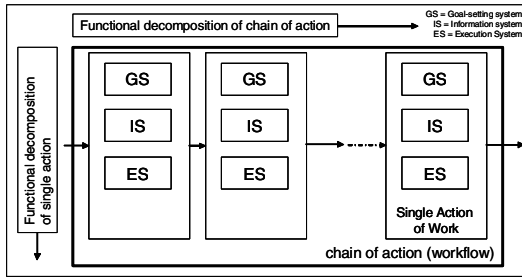 Functional decomposition of chain of action
GS = Goal-setting system
IS = Information system
ES = Execution System
Functional decomposition
of single action
GS
IS
ES
GS
IS
ES
GS
IS
ES
Single Action
of Work
chain of action (workflow)